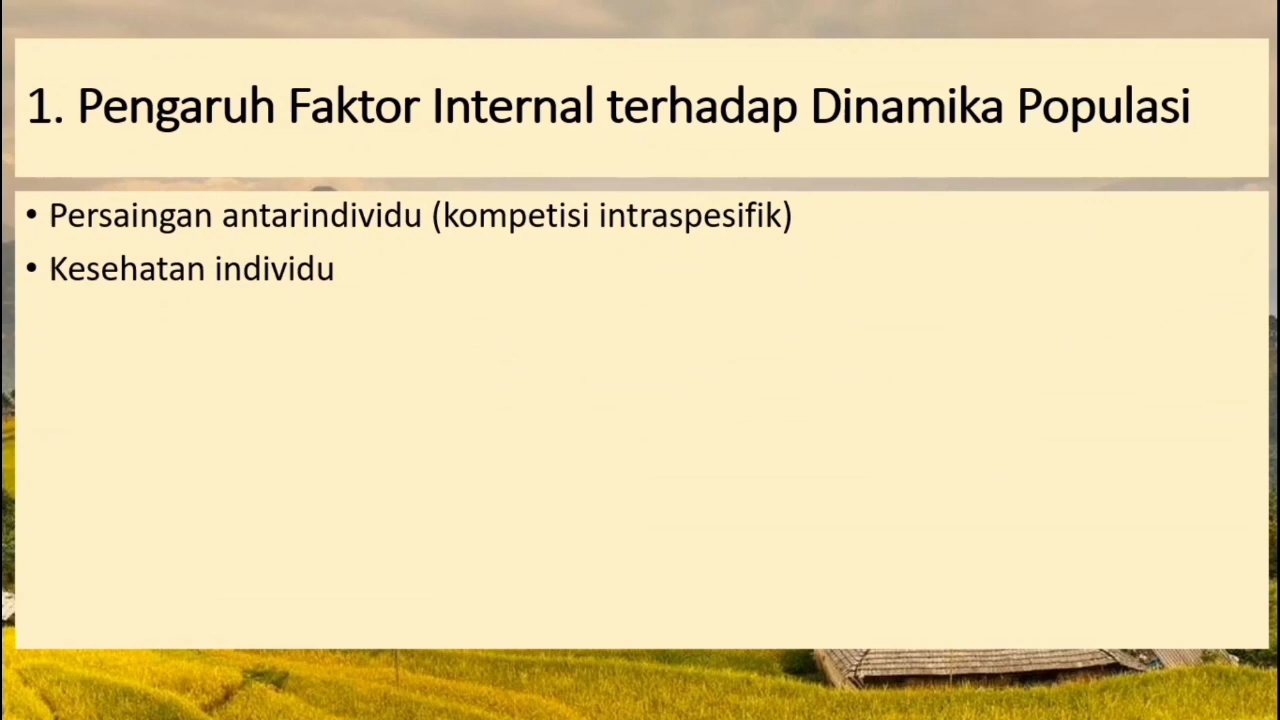 1. Pengaruh Faktor Internal terhadap Dinamika Populasi
• Persaingan antarindividu (kompetisi intraspesifik)
• Kesehatan individu